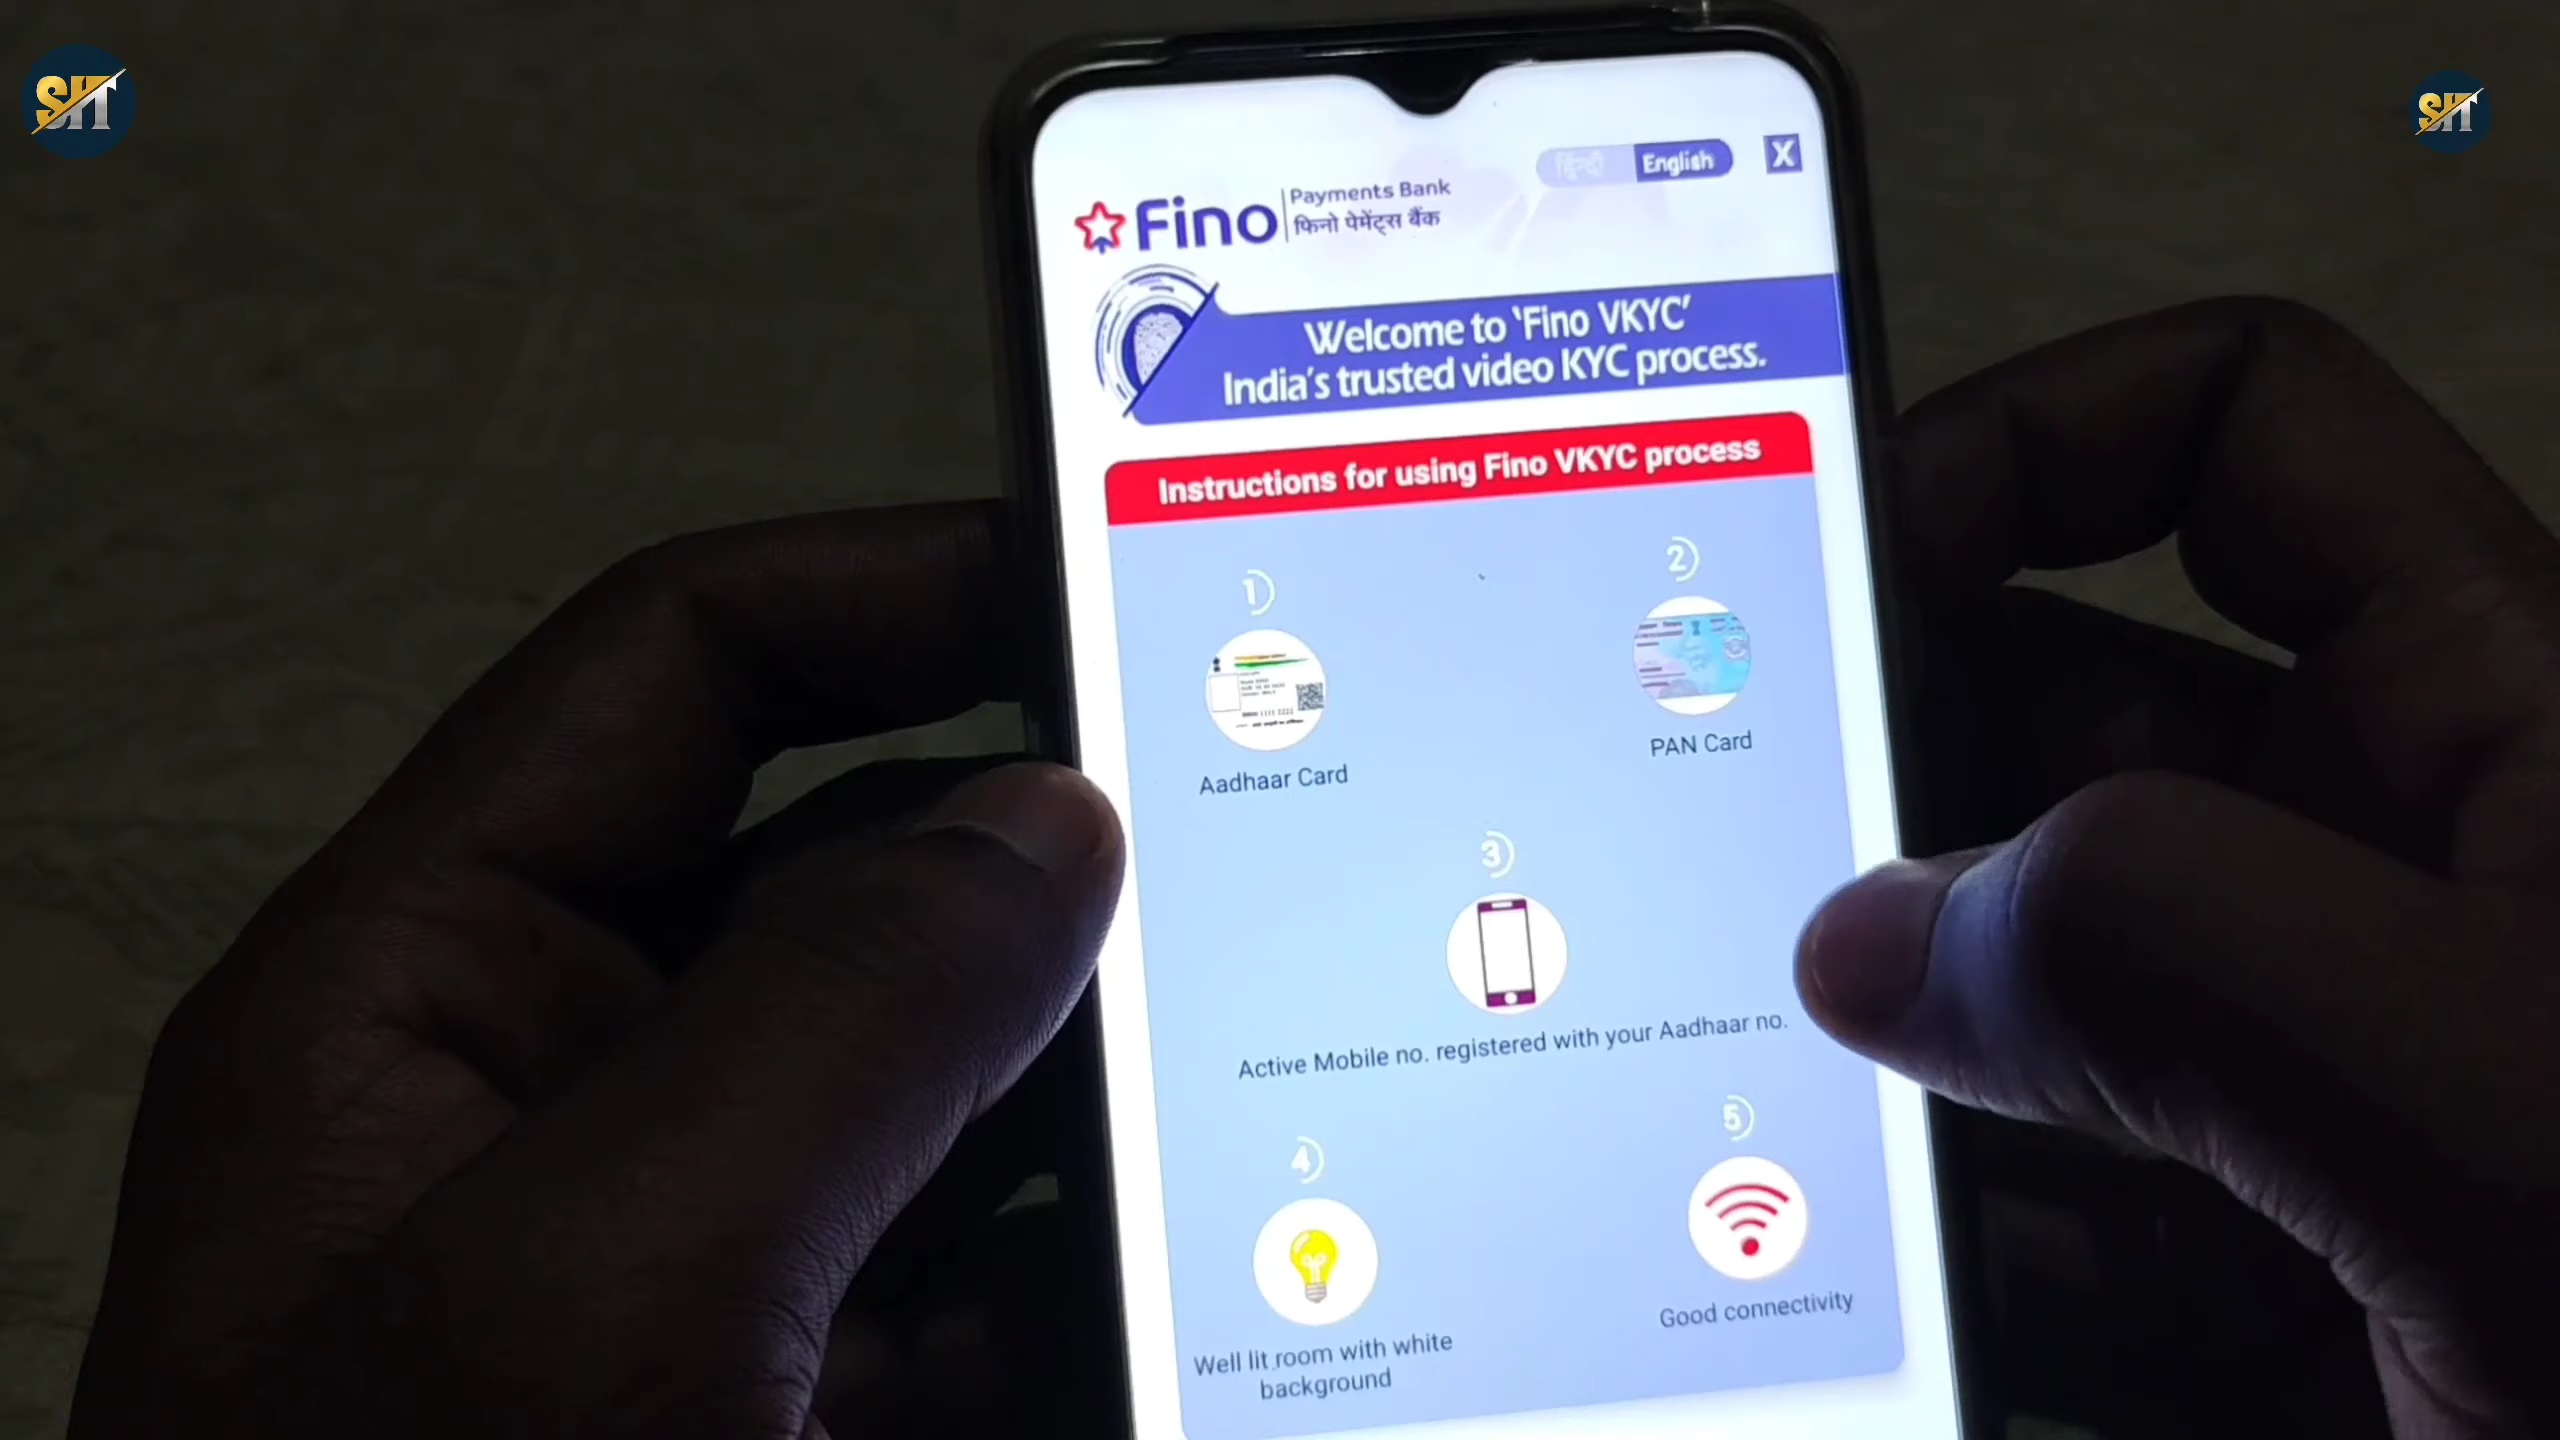 SHT
SHT
हिन्दी English X
Fino Payments Bank
फिनो पेमेंट्स बैंक
Welcome to 'Fino VKYC'
India's trusted video KYC process.
Instructions for using Fino VKYC process
1
2
Aadhaar Card
PAN Card
3
Active Mobile no. registered with your Aadhaar no.
4
5
Well lit room with white
background
Good connectivity